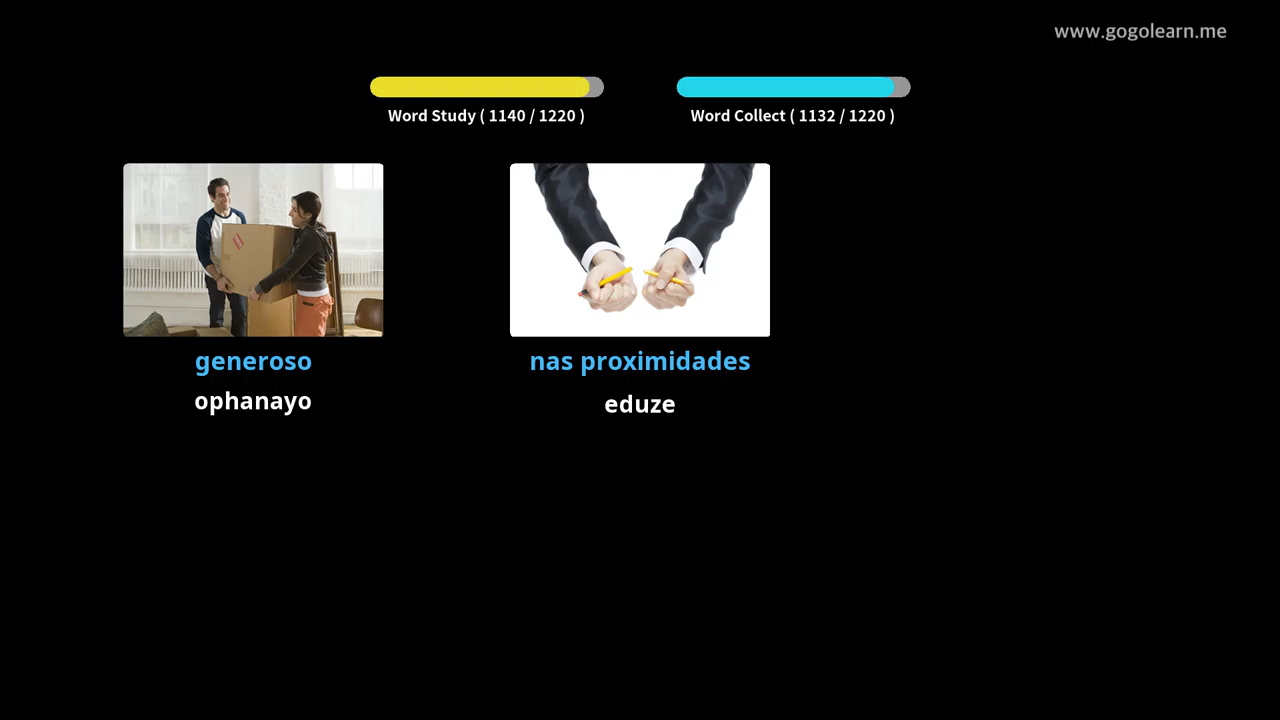 www.gogolearn.me
Word Study ( 1140 / 1220 )
Word Collect ( 1132 / 1220 )
generoso
ophanayo
nas proximidades
eduze